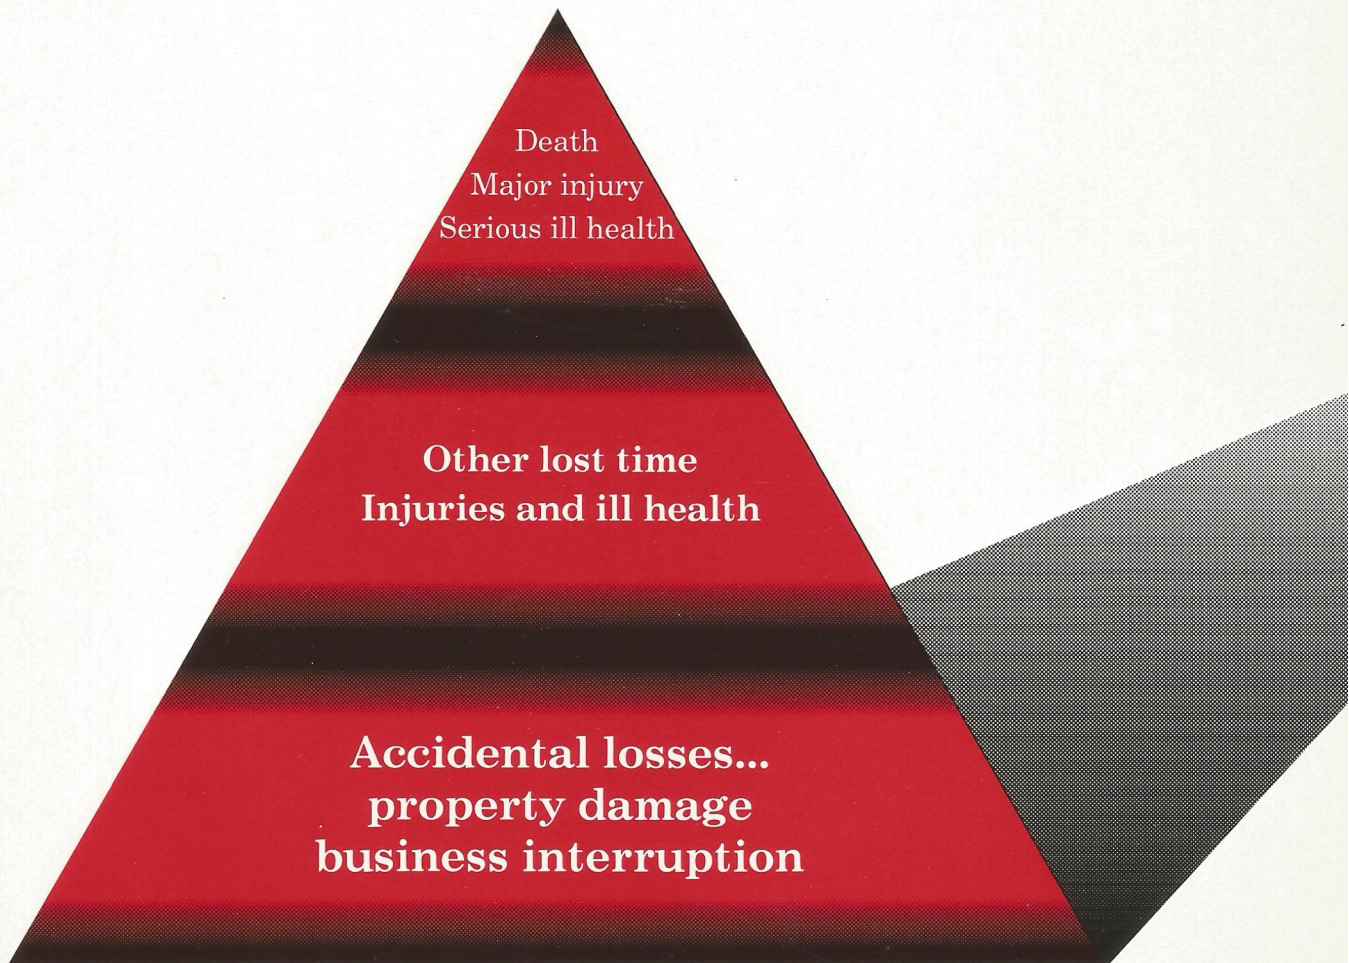 Death
Major injury
Serious ill health
Other lost time
Injuries and ill health
Accidental losses...
property damage
business interruption